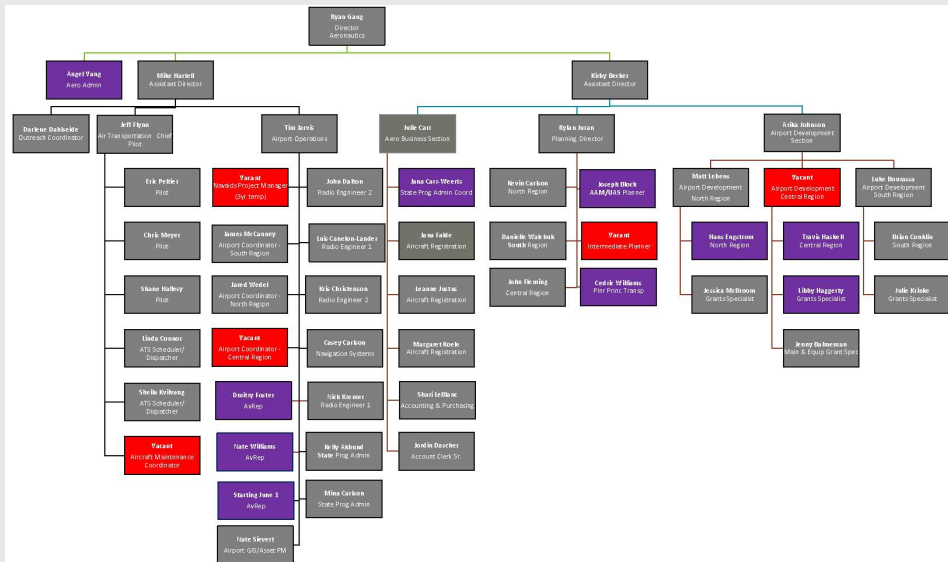 Ryan Gaug
Director
Aeronautics
Angel Vang
Aero Admin
Mike Hartell
Assistant Director
Kirby Becker
Assistant Director
Darlene Dahlseide
Outreach Coordinator
Jeff Flynn
Air Transportation Chief
Pilot
Tim Jarvis
Airport Operations
Julie Carr
Aero Business Section
Rylan Juran
Planning Director
Arika Johnson
Airport Development
Section
Eric Peltier
Pilot
Chris Meyer
Pilot
Shane Hallesy
Pilot
Linda Connor
ATS Scheduler/
Dispatcher
Sheila Kvilvang
ATS Scheduler/
Dispatcher
Vacant
Aircraft Maintenance
Coordinator
Vacant
Navaids Project Manager
(3yr temp)
James McCanney
Airport Coordinator -
South Region
Jared Wedel
Airport Coordinator -
North Region
Vacant
Airport Coordinator -
Central Region
Dmitry Foster
AvRep
Nate Williams
AvRep
Starting June 1
AvRep
Nate Sievert
Airport GIS/Asset PM
John Dalton
Radio Engineer 2
Luis Canelon-Lander
Radio Engineer 1
Kris Christenson
Radio Engineer 2
Casey Carlson
Navigation Systems
Nick Kremer
Radio Engineer 1
Kelly Aklund
State Prog Admin
Mina Carlson
State Prog Admin
Jana Cars-Weerts
State Prog Admin Coord
Jana Fakte
Aircraft Registration
Leanne Justus
Aircraft Registration
Margaret Roele
Aircraft Registration
Shari LeBlanc
Accounting & Purchasing
Jordin Dascher
Account Clerk Sr.
Kevin Carlson
North Region
Danielle Walchuk
South Region
John Fleming
Central Region
Joseph Block
AAM/UAS Planner
Vacant
Intermediate Planner
Cedric Williams
Plnr Princ Transp
Matt Lebens
Airport Development
North Region
Vacant
Airport Development
Central Region
Luke Bourassa
Airport Development
South Region
Hans Engstrom
North Region
Jessica McBroom
Grants Specialist
Travis Haskell
Central Region
Libby Haggerty
Grants Specialist
Jenny Bahneman
Main & Equip Grant Spec
Brian Conklin
South Region
Julie Kriske
Grants Specialist